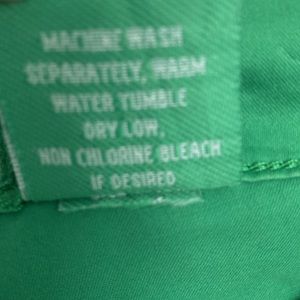 MACHINE WASH
SEPARATELY, WARM
WATER TUMBLE
DRY LOW,
NON CHLORINE BLEACH
IF DESIRED